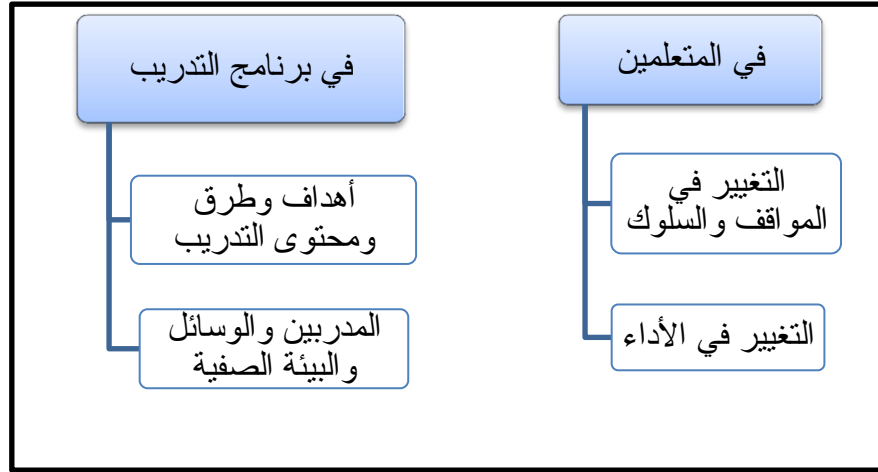 في المتعلمين
التغيير في
المواقف والسلوك
التغيير في الأداء
في برنامج التدريب
أهداف وطرق
ومحتوى التدريب
المدربين والوسائل
والبيئة الصفية